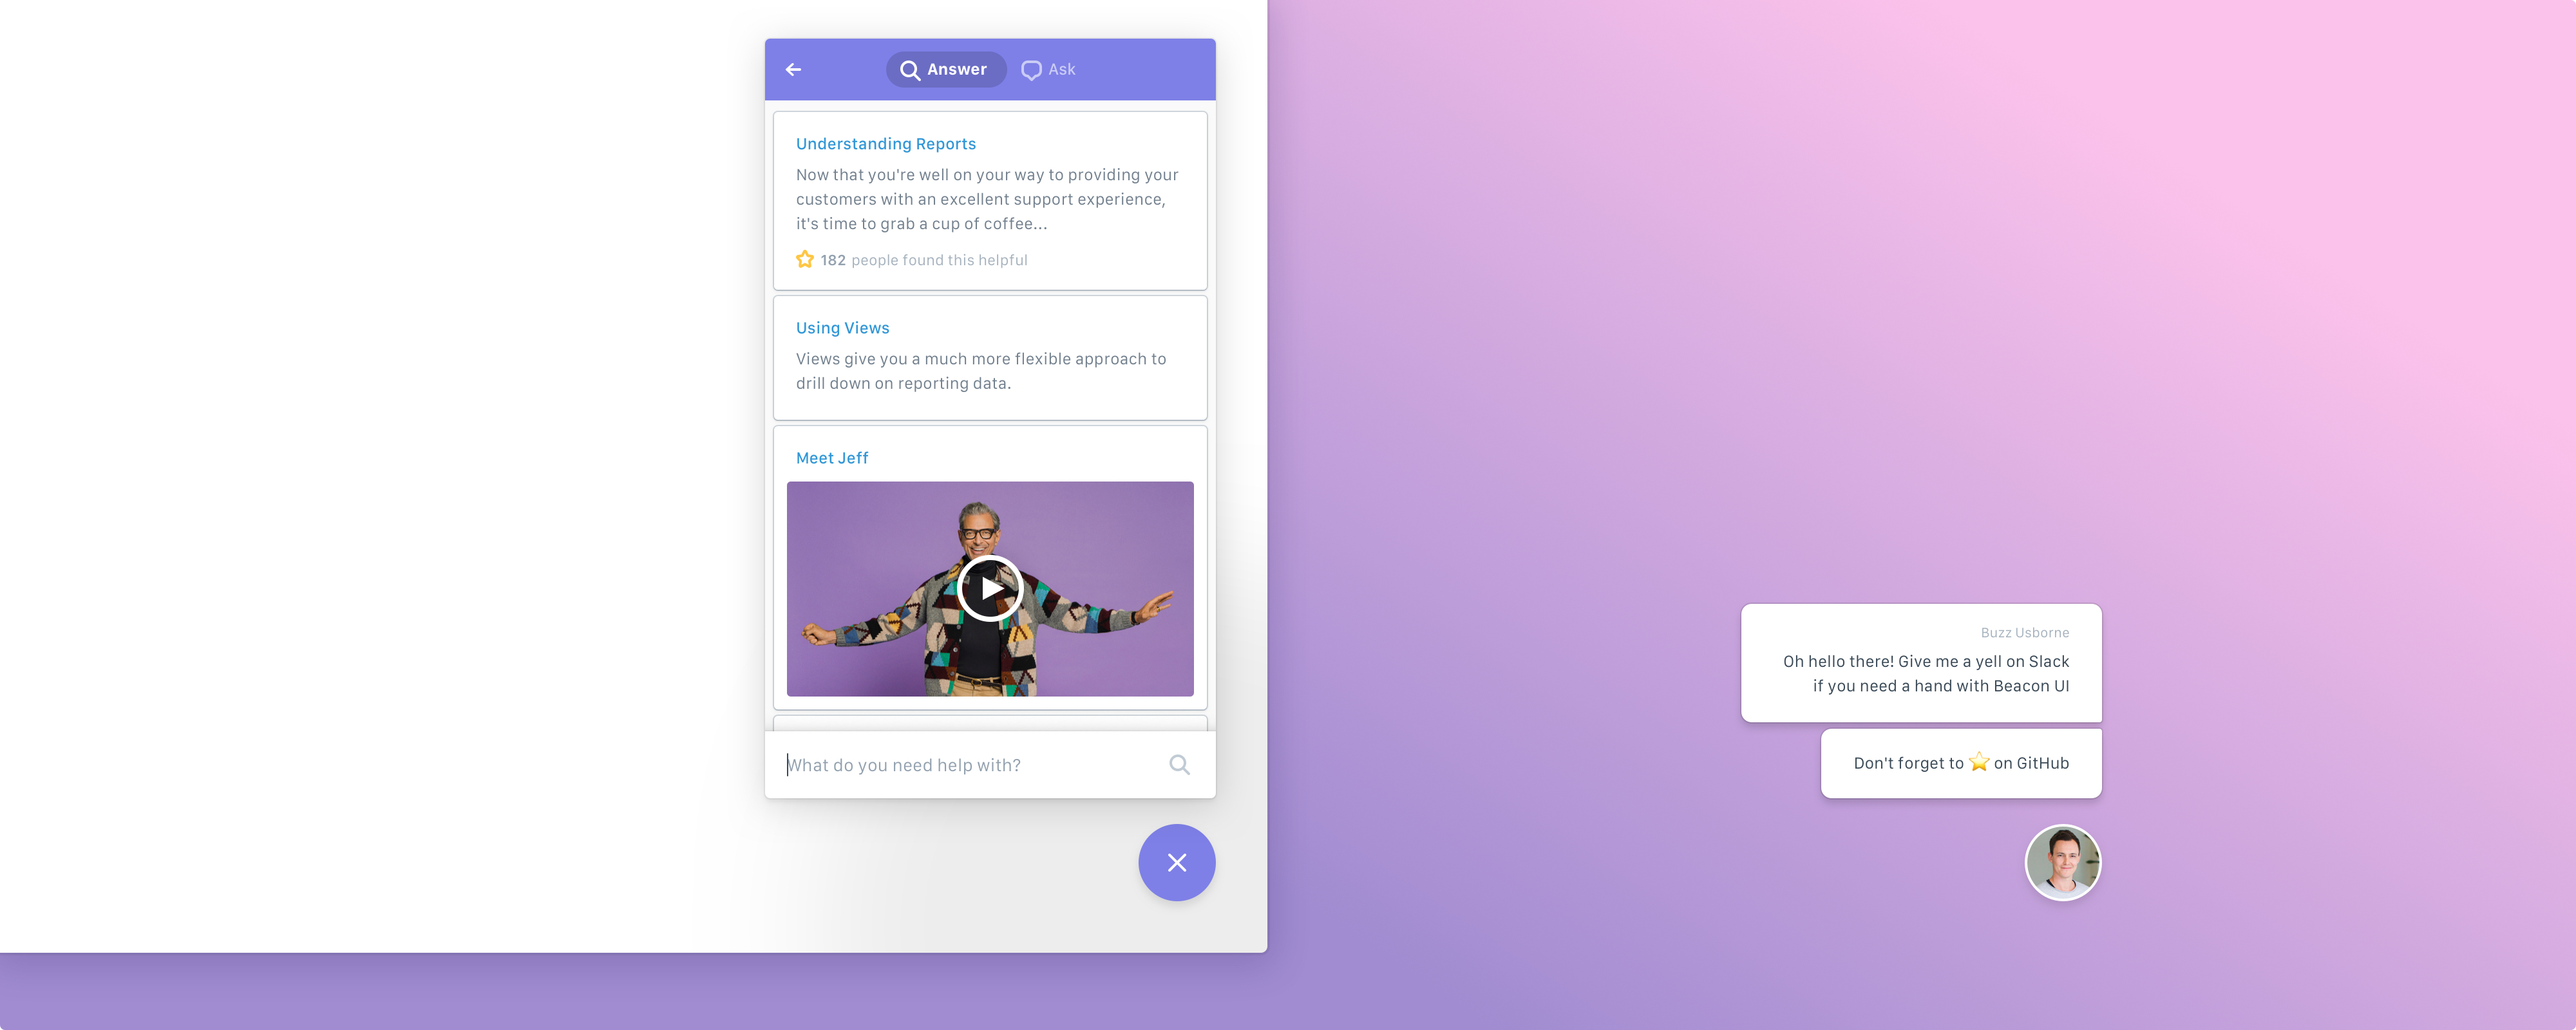 Answer
Ask
Understanding Reports
Now that you're well on your way to providing your
customers with an excellent support experience,
it's time to grab a cup of coffee...
182 people found this helpful
Using Views
Views give you a much more flexible approach to
drill down on reporting data.
Meet Jeff
What do you need help with?
Buzz Usborne
Oh hello there! Give me a yell on Slack
if you need a hand with Beacon UI
Don't forget to ⭐ on GitHub